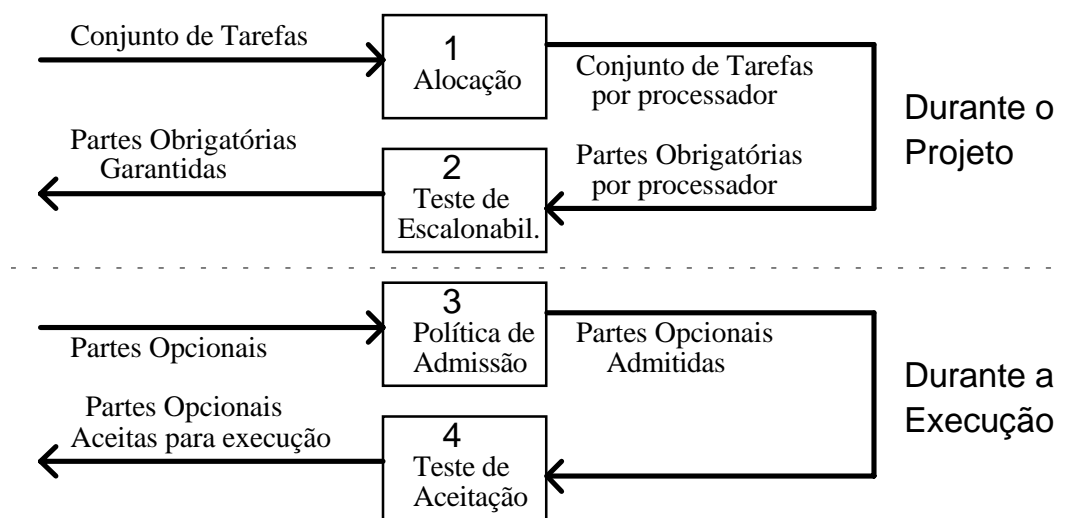 Conjunto de Tarefas
1
Alocação
Conjunto de Tarefas
por processador
Durante o
Projeto
Partes Obrigatórias
Garantidas
2
Teste de
Escalonabil.
Partes Obrigatórias
por processador
Partes Opcionais
3
Política de
Admissão
Partes Opcionais
Admitidas
Durante a
Execução
Partes Opcionais
Aceitas para execução
4
Teste de
Aceitação